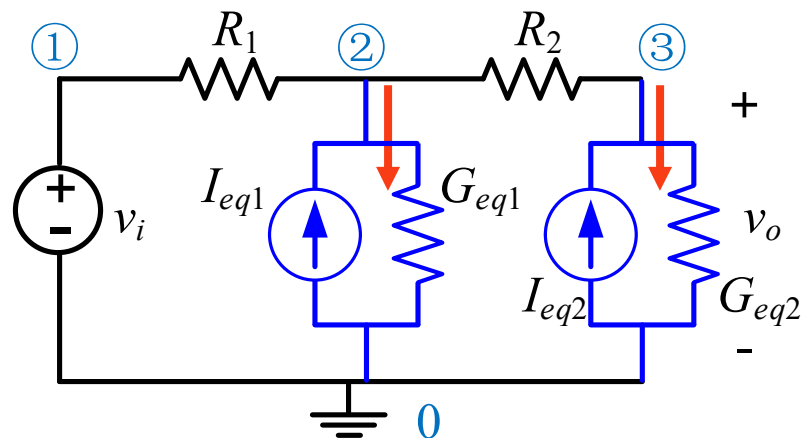 ① R1 ② R2 ③
+
Ieq1 Geq1
+
- vi vo
Ieq2 Geq2
-
0